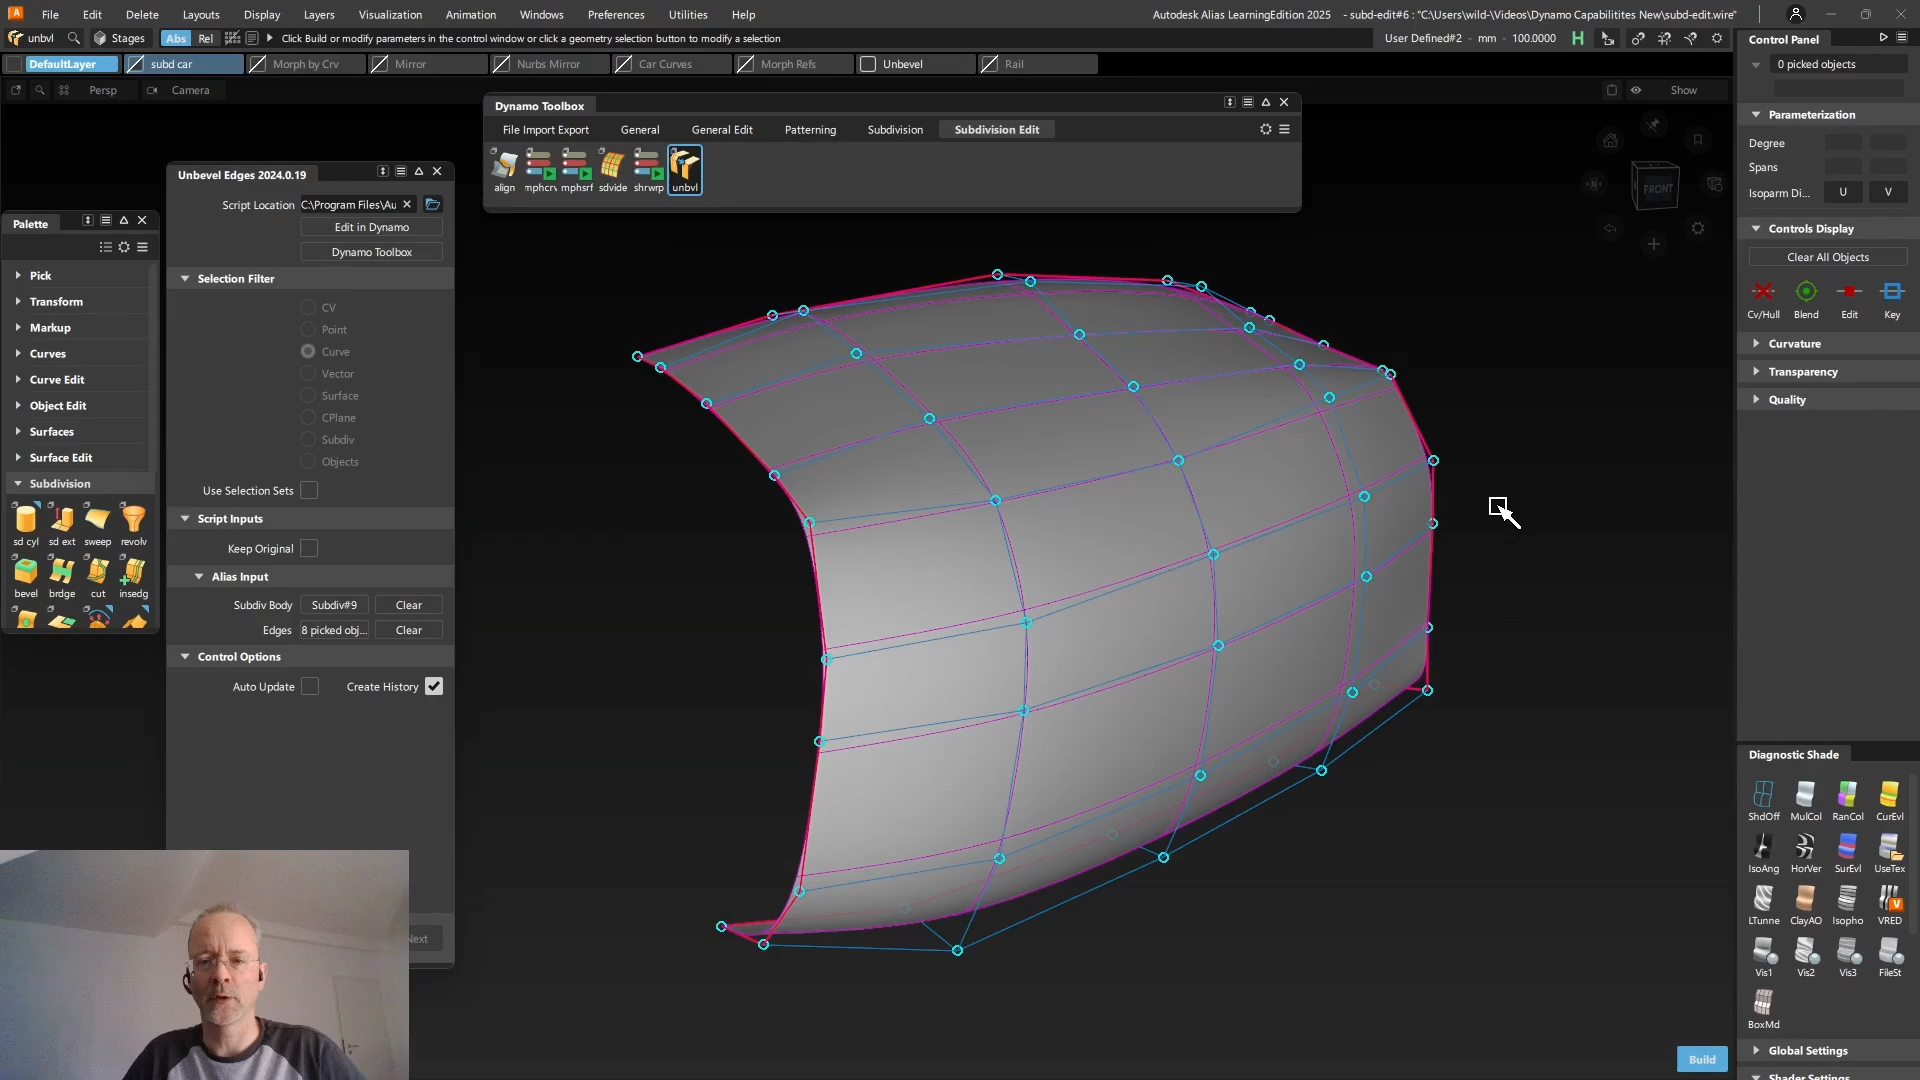 File Edit Delete Layouts Display Layers Visualization Animation Windows Preferences Utilities Help
Autodesk Alias LearningEdition 2025 - subd-edit#6 : "C:\Users\wild-\Videos\Dynamo Capabilitites New\subd-edit.wire"
unbvl Stages Abs Rel Click Build or modify parameters in the control window or click a geometry selection button to modify a selection
User Defined#2 - mm - 100.0000
DefaultLayer subd car Morph by Crv Mirror Nurbs Mirror Car Curves Morph Refs Unbevel Rail
Persp Camera Show
Dynamo Toolbox
File Import Export General General Edit Patterning Subdivision Subdivision Edit
align mphcrv mphsrf sdvide shrwrp unbvl
Palette
Pick
Transform
Markup
Curves
Curve Edit
Object Edit
Surfaces
Surface Edit
Subdivision
sd cyl sd ext sweep revolv
bevel brdge cut insedg
Unbevel Edges 2024.0.19
Script Location C:\Program Files\Au
Edit in Dynamo
Dynamo Toolbox
Selection Filter
CV
Point
Curve
Vector
Surface
CPlane
Subdiv
Objects
Use Selection Sets
Script Inputs
Keep Original
Alias Input
Subdiv Body Subdiv#9 Clear
Edges 8 picked obj... Clear
Control Options
Auto Update Create History
Next
FRONT
Build
Control Panel
0 picked objects
Parameterization
Degree
Spans
Isoparm Di... U V
Controls Display
Clear All Objects
Cv/Hull Blend Edit Key
Curvature
Transparency
Quality
Diagnostic Shade
ShdOff MulCol RanCol CurEvl
IsoAng HorVer SurEvl UseTex
LTunne ClayAO Isopho VRED
Vis1 Vis2 Vis3 FileSt
BoxMd
Global Settings
Shader Settings